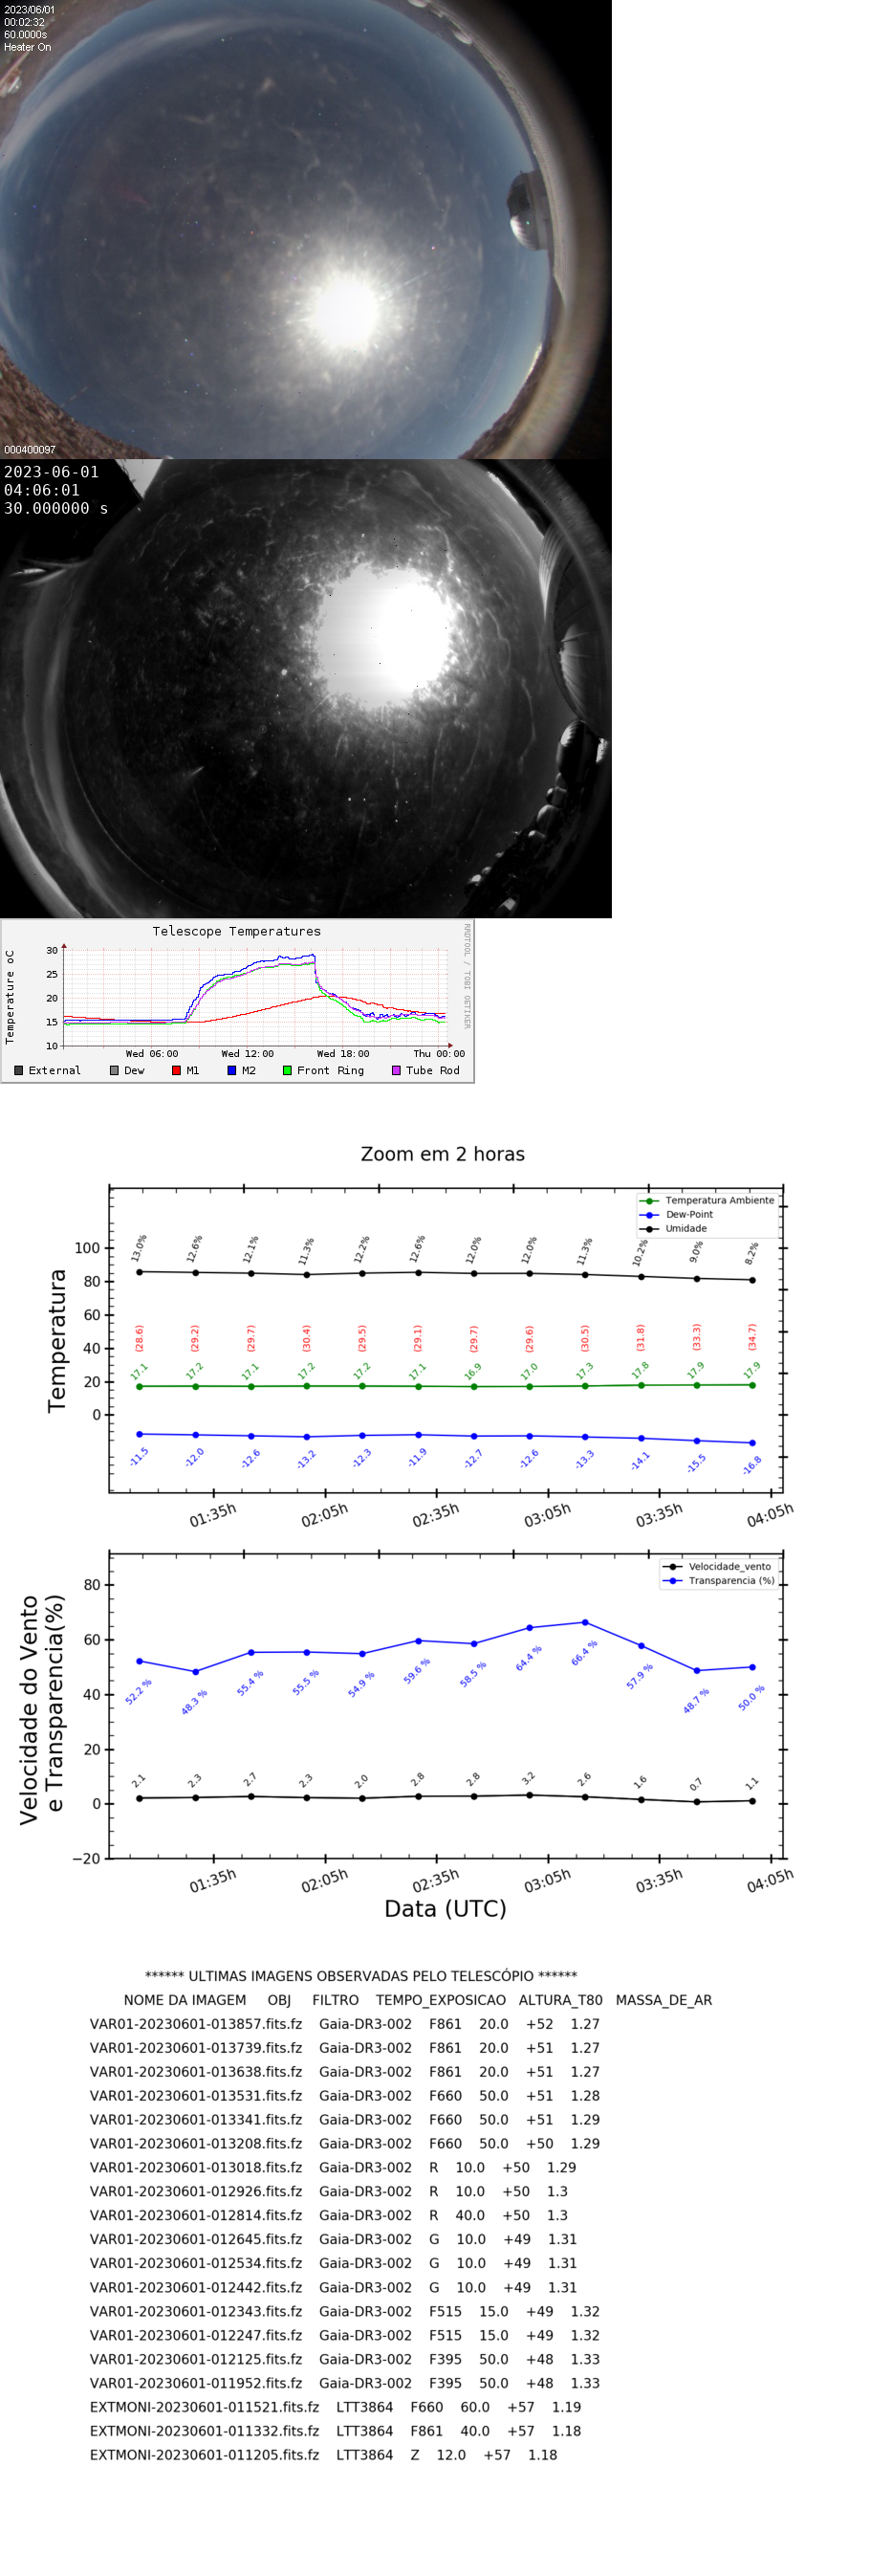 2023/06/01
00:02:32
60.0000s
Heater On
000400097
2023-06-01
04:06:01
30.000000 s
Telescope Temperatures
RRDTOOL / TOBI OETIKER
Temperature oC
30
25
20
15
10
Wed 06:00 Wed 12:00 Wed 18:00 Thu 00:00
External Dew M1 M2 Front Ring Tube Rod
Zoom em 2 horas
Temperatura Ambiente
Dew-Point
Umidade
Temperatura
100
80
60
40
20
0
13.0% 12.6% 12.1% 11.3% 12.2% 12.6% 12.0% 12.0% 11.3% 10.2% 9.0% 8.2%
(28.6) (29.2) (29.7) (30.4) (29.5) (29.1) (29.7) (29.6) (30.5) (31.8) (33.3) (34.7)
17.1 17.2 17.1 17.2 17.2 17.1 16.9 17.0 17.3 17.8 17.9 17.9
-11.5 -12.0 -12.6 -13.2 -12.3 -11.9 -12.7 -12.6 -13.3 -14.1 -15.5 -16.8
01:35h 02:05h 02:35h 03:05h 03:35h 04:05h
Velocidade_vento
Transparencia (%)
Velocidade do Vento
e Transparencia(%)
80
60
40
20
0
−20
52.2 % 48.3 % 55.4 % 55.5 % 54.9 % 59.6 % 58.5 % 64.4 % 66.4 % 57.9 % 48.7 % 50.0 %
2.1 2.3 2.7 2.3 2.0 2.8 2.8 3.2 2.6 1.6 0.7 1.1
01:35h 02:05h 02:35h 03:05h 03:35h 04:05h
Data (UTC)
****** ULTIMAS IMAGENS OBSERVADAS PELO TELESCÓPIO ******
NOME DA IMAGEM OBJ FILTRO TEMPO_EXPOSICAO ALTURA_T80 MASSA_DE_AR
VAR01-20230601-013857.fits.fz Gaia-DR3-002 F861 20.0 +52 1.27
VAR01-20230601-013739.fits.fz Gaia-DR3-002 F861 20.0 +51 1.27
VAR01-20230601-013638.fits.fz Gaia-DR3-002 F861 20.0 +51 1.27
VAR01-20230601-013531.fits.fz Gaia-DR3-002 F660 50.0 +51 1.28
VAR01-20230601-013341.fits.fz Gaia-DR3-002 F660 50.0 +51 1.29
VAR01-20230601-013208.fits.fz Gaia-DR3-002 F660 50.0 +50 1.29
VAR01-20230601-013018.fits.fz Gaia-DR3-002 R 10.0 +50 1.29
VAR01-20230601-012926.fits.fz Gaia-DR3-002 R 10.0 +50 1.3
VAR01-20230601-012814.fits.fz Gaia-DR3-002 R 40.0 +50 1.3
VAR01-20230601-012645.fits.fz Gaia-DR3-002 G 10.0 +49 1.31
VAR01-20230601-012534.fits.fz Gaia-DR3-002 G 10.0 +49 1.31
VAR01-20230601-012442.fits.fz Gaia-DR3-002 G 10.0 +49 1.31
VAR01-20230601-012343.fits.fz Gaia-DR3-002 F515 15.0 +49 1.32
VAR01-20230601-012247.fits.fz Gaia-DR3-002 F515 15.0 +49 1.32
VAR01-20230601-012125.fits.fz Gaia-DR3-002 F395 50.0 +48 1.33
VAR01-20230601-011952.fits.fz Gaia-DR3-002 F395 50.0 +48 1.33
EXTMONI-20230601-011521.fits.fz LTT3864 F660 60.0 +57 1.19
EXTMONI-20230601-011332.fits.fz LTT3864 F861 40.0 +57 1.18
EXTMONI-20230601-011205.fits.fz LTT3864 Z 12.0 +57 1.18